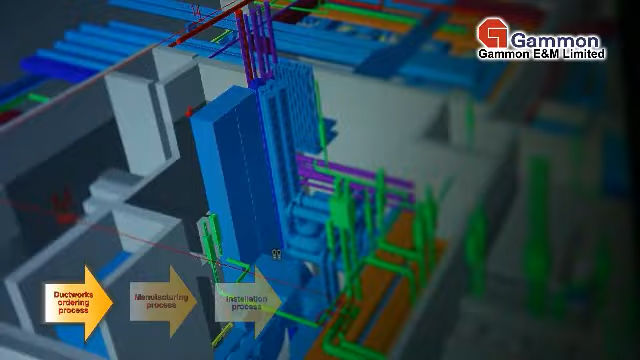 Gammon
Gammon E&M Limited
Ductworks
ordering
process
Manufacturing
process
Installation
process